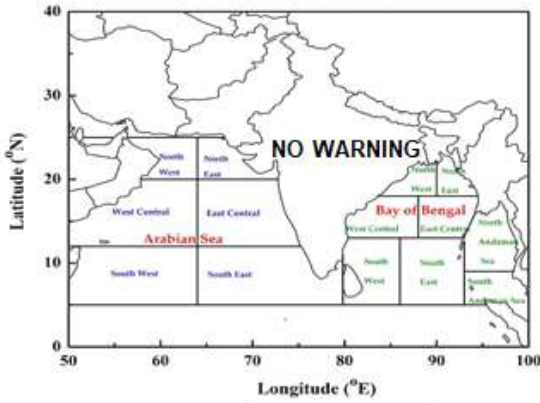 40
30
20
10
0
50
60
70
80
90
100
Latitude (°N)
Longitude (°E)
NO WARNING
North
West
North
East
West Central
East Central
Arabian Sea
South West
South East
North
West
North
East
Bay of Bengal
West Central
East Central
South
West
South
East
North
Andaman
Sea
South
Andaman Sea